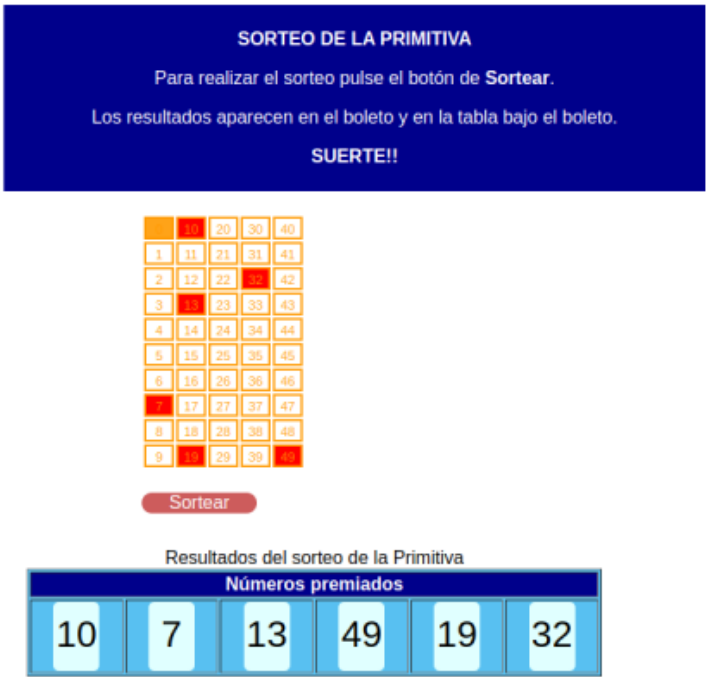 SORTEO DE LA PRIMITIVA
Para realizar el sorteo pulse el botón de Sortear.
Los resultados aparecen en el boleto y en la tabla bajo el boleto.
SUERTE!!
10 20 30 40
1 11 21 31 41
2 12 22 32 42
3 13 23 33 43
4 14 24 34 44
5 15 25 35 45
6 16 26 36 46
7 17 27 37 47
8 18 28 38 48
9 19 29 39 49
Sortear
Resultados del sorteo de la Primitiva
Números premiados
10 7 13 49 19 32